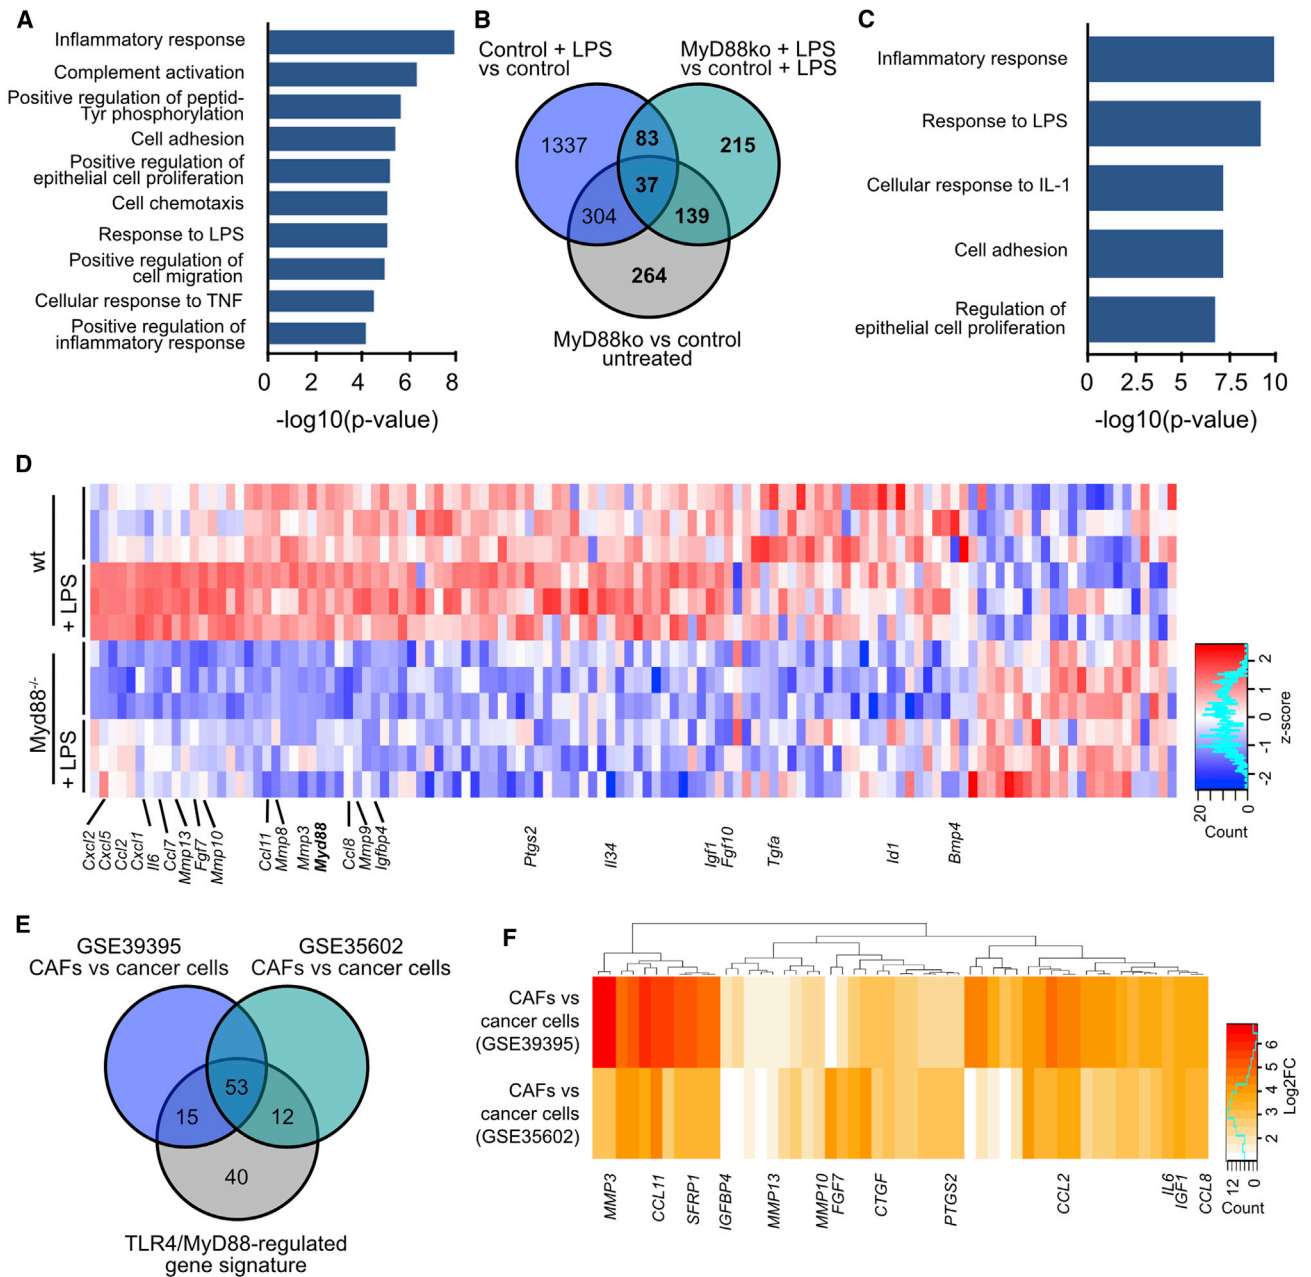 A
Inflammatory response
Complement activation
Positive regulation of peptid-
Tyr phosphorylation
Cell adhesion
Positive regulation of
epithelial cell proliferation
Cell chemotaxis
Response to LPS
Positive regulation of
cell migration
Cellular response to TNF
Positive regulation of
inflammatory response
0 2 4 6 8
-log10(p-value)
B
Control + LPS
vs control
MyD88ko + LPS
vs control + LPS
1337
83
215
37
304
139
264
MyD88ko vs control
untreated
C
Inflammatory response
Response to LPS
Cellular response to IL-1
Cell adhesion
Regulation of
epithelial cell proliferation
0 2.5 5 7.5 10
-log10(p-value)
D
wt
+ LPS
Myd88-/-
+ LPS
Cxcl2
Cxcl5
Ccl2
Cxcl1
Il6
Ccl7
Mmp13
Fgf7
Mmp10
Ccl11
Mmp8
Mmp3
Myd88
Ccl8
Mmp9
Igfbp4
Ptgs2
Il34
Igf1
Fgf10
Tgfa
Id1
Bmp4
2
1
0
-1
-2
z-score
20 0
Count
E
GSE39395
CAFs vs cancer cells
GSE35602
CAFs vs cancer cells
53
15
12
40
TLR4/MyD88-regulated
gene signature
F
CAFs vs
cancer cells
(GSE39395)
CAFs vs
cancer cells
(GSE35602)
MMP3
CCL11
SFRP1
IGFBP4
MMP13
MMP10
FGF7
CTGF
PTGS2
CCL2
IL6
IGF1
CCL8
6
5
4
3
2
Log2FC
12 0
Count